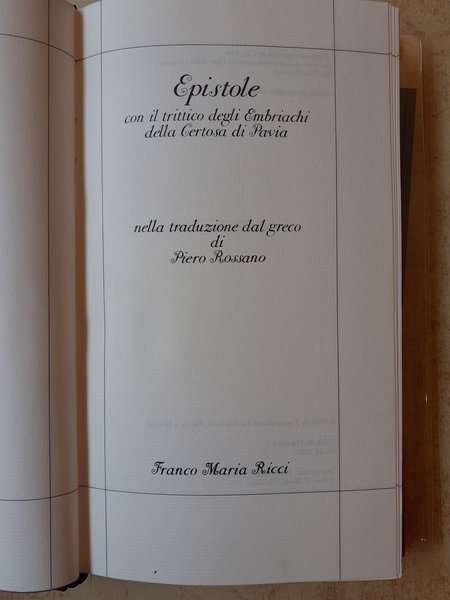 Epistole
con il trittico degli Embriachi
della Certosa di Pavia
nella traduzione dal greco
di
Piero Rossano
Franco Maria Ricci